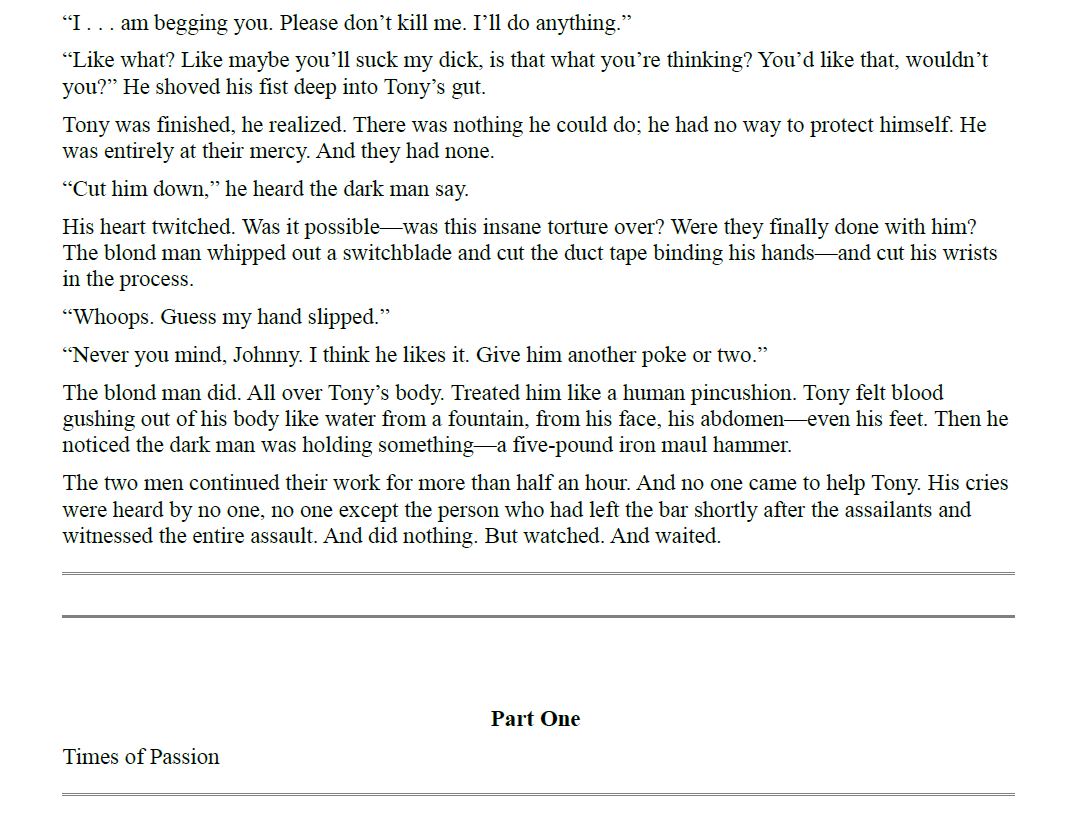 “I . . . am begging you. Please don’t kill me. I’ll do anything.”
“Like what? Like maybe you’ll suck my dick, is that what you’re thinking? You’d like that, wouldn’t
you?” He shoved his fist deep into Tony’s gut.
Tony was finished, he realized. There was nothing he could do; he had no way to protect himself. He
was entirely at their mercy. And they had none.
“Cut him down,” he heard the dark man say.
His heart twitched. Was it possible—was this insane torture over? Were they finally done with him?
The blond man whipped out a switchblade and cut the duct tape binding his hands—and cut his wrists
in the process.
“Whoops. Guess my hand slipped.”
“Never you mind, Johnny. I think he likes it. Give him another poke or two.”
The blond man did. All over Tony’s body. Treated him like a human pincushion. Tony felt blood
gushing out of his body like water from a fountain, from his face, his abdomen—even his feet. Then he
noticed the dark man was holding something—a five-pound iron maul hammer.
The two men continued their work for more than half an hour. And no one came to help Tony. His cries
were heard by no one, no one except the person who had left the bar shortly after the assailants and
witnessed the entire assault. And did nothing. But watched. And waited.
Part One
Times of Passion